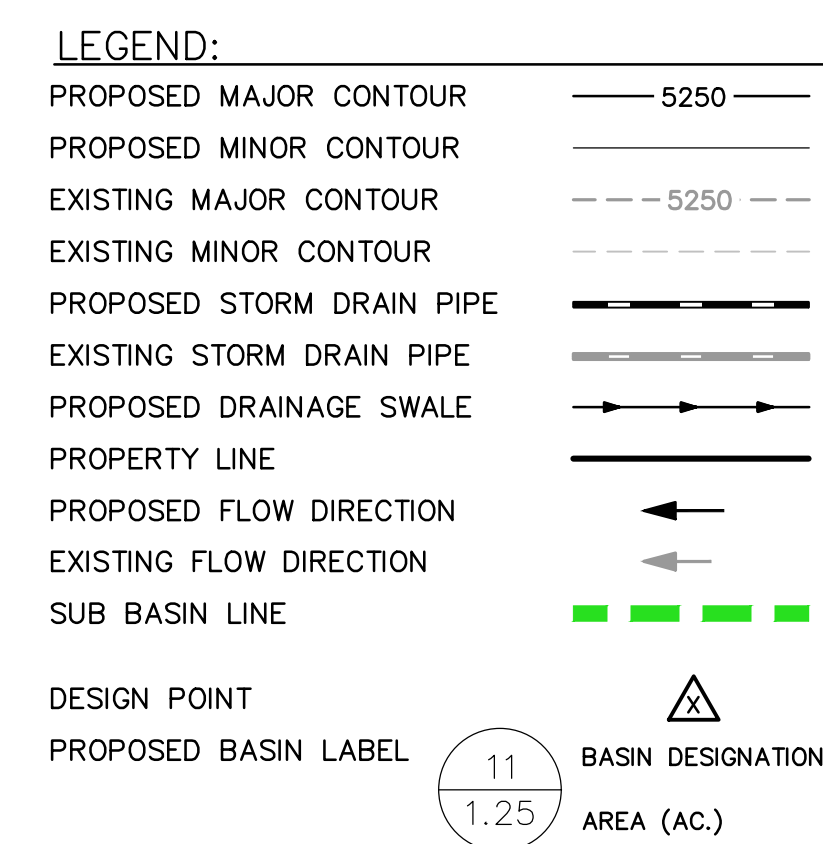 LEGEND:
PROPOSED MAJOR CONTOUR 5250
PROPOSED MINOR CONTOUR
EXISTING MAJOR CONTOUR 5250
EXISTING MINOR CONTOUR
PROPOSED STORM DRAIN PIPE
EXISTING STORM DRAIN PIPE
PROPOSED DRAINAGE SWALE
PROPERTY LINE
PROPOSED FLOW DIRECTION
EXISTING FLOW DIRECTION
SUB BASIN LINE
DESIGN POINT X
PROPOSED BASIN LABEL 11 BASIN DESIGNATION
1.25 AREA (AC.)